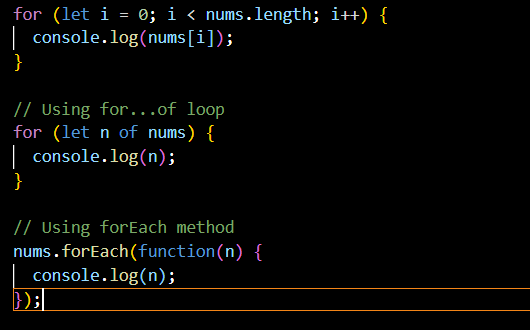 for (let i = 0; i < nums.length; i++) {
  console.log(nums[i]);
}

// Using for...of loop
for (let n of nums) {
  console.log(n);
}

// Using forEach method
nums.forEach(function(n) {
  console.log(n);
});